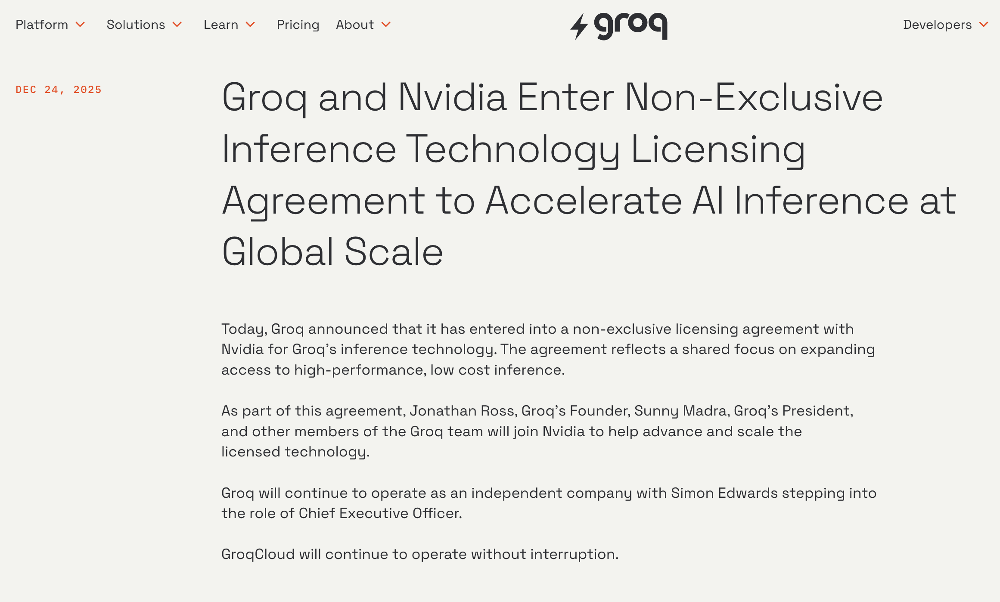 Platform Solutions Learn Pricing About groq Developers
DEC 24, 2025
Groq and Nvidia Enter Non-Exclusive
Inference Technology Licensing
Agreement to Accelerate AI Inference at
Global Scale
Today, Groq announced that it has entered into a non-exclusive licensing agreement with
Nvidia for Groq’s inference technology. The agreement reflects a shared focus on expanding
access to high-performance, low cost inference.
As part of this agreement, Jonathan Ross, Groq’s Founder, Sunny Madra, Groq’s President,
and other members of the Groq team will join Nvidia to help advance and scale the
licensed technology.
Groq will continue to operate as an independent company with Simon Edwards stepping into
the role of Chief Executive Officer.
GroqCloud will continue to operate without interruption.